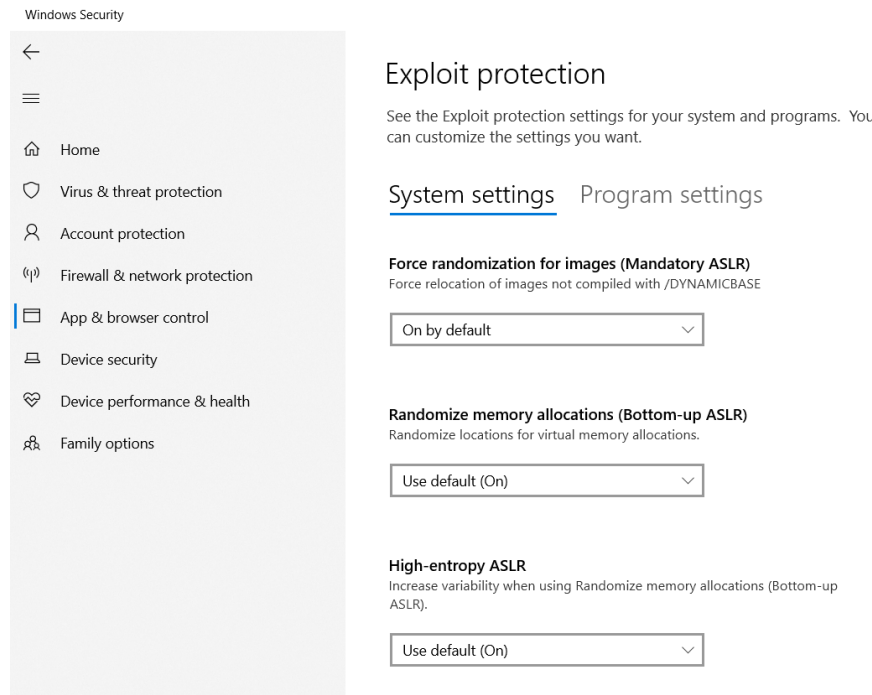 Windows Security
Home
Virus & threat protection
Account protection
Firewall & network protection
App & browser control
Device security
Device performance & health
Family options
Exploit protection
See the Exploit protection settings for your system and programs. You
can customize the settings you want.
System settings Program settings
Force randomization for images (Mandatory ASLR)
Force relocation of images not compiled with /DYNAMICBASE
On by default
Randomize memory allocations (Bottom-up ASLR)
Randomize locations for virtual memory allocations.
Use default (On)
High-entropy ASLR
Increase variability when using Randomize memory allocations (Bottom-up
ASLR).
Use default (On)